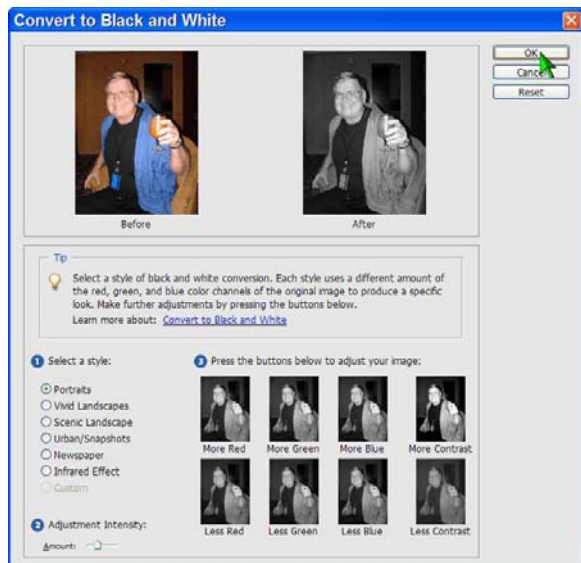 Convert to Black and White
OK
Cancel
Reset
Before
After
Tip
Select a style of black and white conversion. Each style uses a different amount of
the red, green, and blue color channels of the original image to produce a specific
look. Make further adjustments by pressing the buttons below.
Learn more about: Convert to Black and White
1 Select a style:
Portraits
Vivid Landscapes
Scenic Landscape
Urban/Snapshots
Newspaper
Infrared Effect
Custom
2 Adjustment Intensity:
Amount:
3 Press the buttons below to adjust your image:
More Red More Green More Blue More Contrast
Less Red Less Green Less Blue Less Contrast